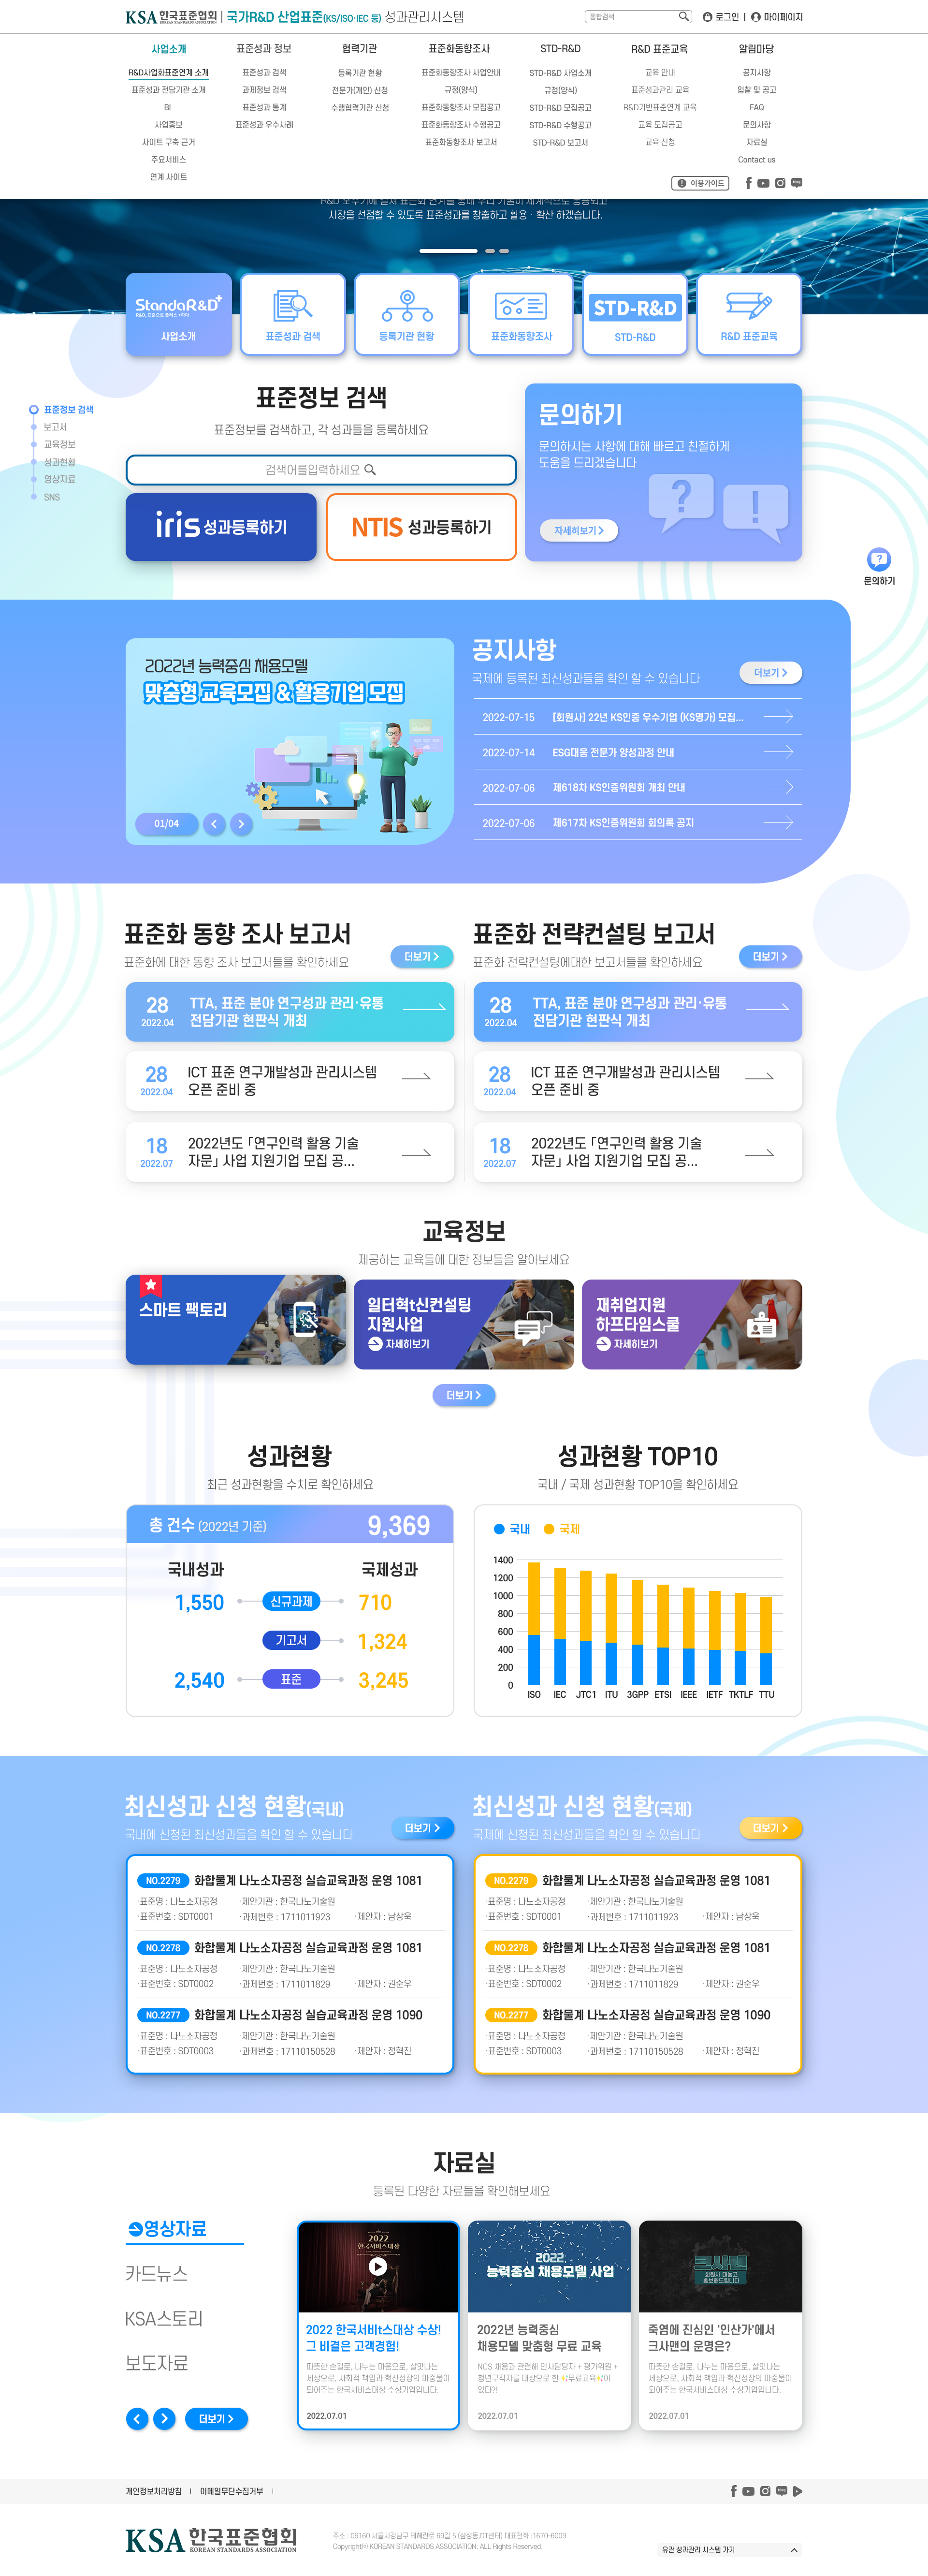 KSA 한국표준협회 | 국가R&D 산업표준(KS/ISO·IEC 등) 성과관리시스템
KOREAN STANDARDS ASSOCIATION
통합검색
로그인 | 마이페이지
사업소개 표준성과 정보 협력기관 표준화동향조사 STD-R&D R&D 표준교육 알림마당
R&D사업화표준연계 소개 표준성과 검색 등록기관 현황 표준화동향조사 사업안내 STD-R&D 사업소개 교육 안내 공지사항
표준성과 전담기관 소개 과제정보 검색 전문가(개인) 신청 규정(양식) 규정(양식) 표준성과관리 교육 입찰 및 공고
BI 표준성과 통계 수행협력기관 신청 표준화동향조사 모집공고 STD-R&D 모집공고 R&D기반표준연계 교육 FAQ
사업홍보 표준성과 우수사례 표준화동향조사 수행공고 STD-R&D 수행공고 교육 모집공고 문의사항
사이트 구축 근거 표준화동향조사 보고서 STD-R&D 보고서 교육 신청 자료실
주요서비스 Contact us
연계 사이트
이용가이드
시장을 선점할 수 있도록 표준성과를 창출하고 활용·확산 하겠습니다.
StandaR&D+
R&D, 표준으로 플러스+하다
STD-R&D
사업소개 표준성과 검색 등록기관 현황 표준화동향조사 STD-R&D R&D 표준교육
표준정보 검색
보고서
교육정보
성과현황
영상자료
SNS
표준정보 검색
표준정보를 검색하고, 각 성과들을 등록하세요
검색어를입력하세요
iris 성과등록하기
NTIS 성과등록하기
문의하기
문의하시는 사항에 대해 빠르고 친절하게
도움을 드리겠습니다
자세히보기
문의하기
2022년 능력중심 채용모델
맞춤형 교육모집 & 활용기업 모집
01/04
공지사항
국제에 등록된 최신성과들을 확인 할 수 있습니다
더보기
2022-07-15 [회원사] 22년 KS인증 우수기업 (KS명가) 모집...
2022-07-14 ESG대응 전문가 양성과정 안내
2022-07-06 제618차 KS인증위원회 개최 안내
2022-07-06 제617차 KS인증위원회 회의록 공지
표준화 동향 조사 보고서
표준화에 대한 동향 조사 보고서들을 확인하세요
더보기
28
2022.04
TTA, 표준 분야 연구성과 관리·유통
전담기관 현판식 개최
28
2022.04
ICT 표준 연구개발성과 관리시스템
오픈 준비 중
18
2022.07
2022년도 「연구인력 활용 기술
자문」 사업 지원기업 모집 공...
표준화 전략컨설팅 보고서
표준화 전략컨설팅에대한 보고서들을 확인하세요
더보기
28
2022.04
TTA, 표준 분야 연구성과 관리·유통
전담기관 현판식 개최
28
2022.04
ICT 표준 연구개발성과 관리시스템
오픈 준비 중
18
2022.07
2022년도 「연구인력 활용 기술
자문」 사업 지원기업 모집 공...
교육정보
제공하는 교육들에 대한 정보들을 알아보세요
스마트 팩토리
일터혁t신컨설팅
지원사업
자세히보기
재취업지원
하프타임스쿨
자세히보기
더보기
성과현황
최근 성과현황을 수치로 확인하세요
총 건수 (2022년 기준) 9,369
국내성과 국제성과
1,550 신규과제 710
기고서 1,324
2,540 표준 3,245
성과현황 TOP10
국내 / 국제 성과현황 TOP10을 확인하세요
국내 국제
1400
1200
1000
800
600
400
200
0
ISO IEC JTC1 ITU 3GPP ETSI IEEE IETF TKTLF TTU
최신성과 신청 현황(국내)
국내에 신청된 최신성과들을 확인 할 수 있습니다
더보기
NO.2279 화합물계 나노소자공정 실습교육과정 운영 1081
·표준명 : 나노소자공정 ·제안기관 : 한국나노기술원
·표준번호 : SDT0001 ·과제번호 : 1711011923 ·제안자 : 남상욱
NO.2278 화합물계 나노소자공정 실습교육과정 운영 1081
·표준명 : 나노소자공정 ·제안기관 : 한국나노기술원
·표준번호 : SDT0002 ·과제번호 : 1711011829 ·제안자 : 권순우
NO.2277 화합물계 나노소자공정 실습교육과정 운영 1090
·표준명 : 나노소자공정 ·제안기관 : 한국나노기술원
·표준번호 : SDT0003 ·과제번호 : 17110150528 ·제안자 : 정혁진
최신성과 신청 현황(국제)
국제에 신청된 최신성과들을 확인 할 수 있습니다
더보기
NO.2279 화합물계 나노소자공정 실습교육과정 운영 1081
·표준명 : 나노소자공정 ·제안기관 : 한국나노기술원
·표준번호 : SDT0001 ·과제번호 : 1711011923 ·제안자 : 남상욱
NO.2278 화합물계 나노소자공정 실습교육과정 운영 1081
·표준명 : 나노소자공정 ·제안기관 : 한국나노기술원
·표준번호 : SDT0002 ·과제번호 : 1711011829 ·제안자 : 권순우
NO.2277 화합물계 나노소자공정 실습교육과정 운영 1090
·표준명 : 나노소자공정 ·제안기관 : 한국나노기술원
·표준번호 : SDT0003 ·과제번호 : 17110150528 ·제안자 : 정혁진
자료실
등록된 다양한 자료들을 확인해보세요
영상자료
카드뉴스
KSA스토리
보도자료
더보기
2022
한국서비스대상
2022 한국서비t스대상 수상!
그 비결은 고객경험!
따뜻한 손길로, 나누는 마음으로, 살맛나는
세상으로, 사회적 책임과 혁신성장의 마중물이
되어주는 한국서비스대상 수상기업입니다.
2022.07.01
2022
능력중심 채용모델 사업
2022년 능력중심
채용모델 맞춤형 무료 교육
NCS 채용과 관련해 인사담당자 + 평가위원 +
청년구직자를 대상으로 한 ✨무료교육✨이
있다?!
2022.07.01
크사맨
회원사 대놓고
홍보해드립니다
죽염에 진심인 '인산가'에서
크사맨의 운명은?
따뜻한 손길로, 나누는 마음으로, 살맛나는
세상으로, 사회적 책임과 혁신성장의 마중물이
되어주는 한국서비스대상 수상기업입니다.
2022.07.01
개인정보처리방침 | 이메일무단수집거부 |
KSA 한국표준협회
KOREAN STANDARDS ASSOCIATION
주소 : 06160 서울시강남구 테헤란로 69길 5 (삼성동,DT센터) 대표전화 :1670-6009
Copyright(c) KOREAN STANDARDS ASSOCIATION. ALL Rights Reserved.
유관 성과관리 시스템 가기